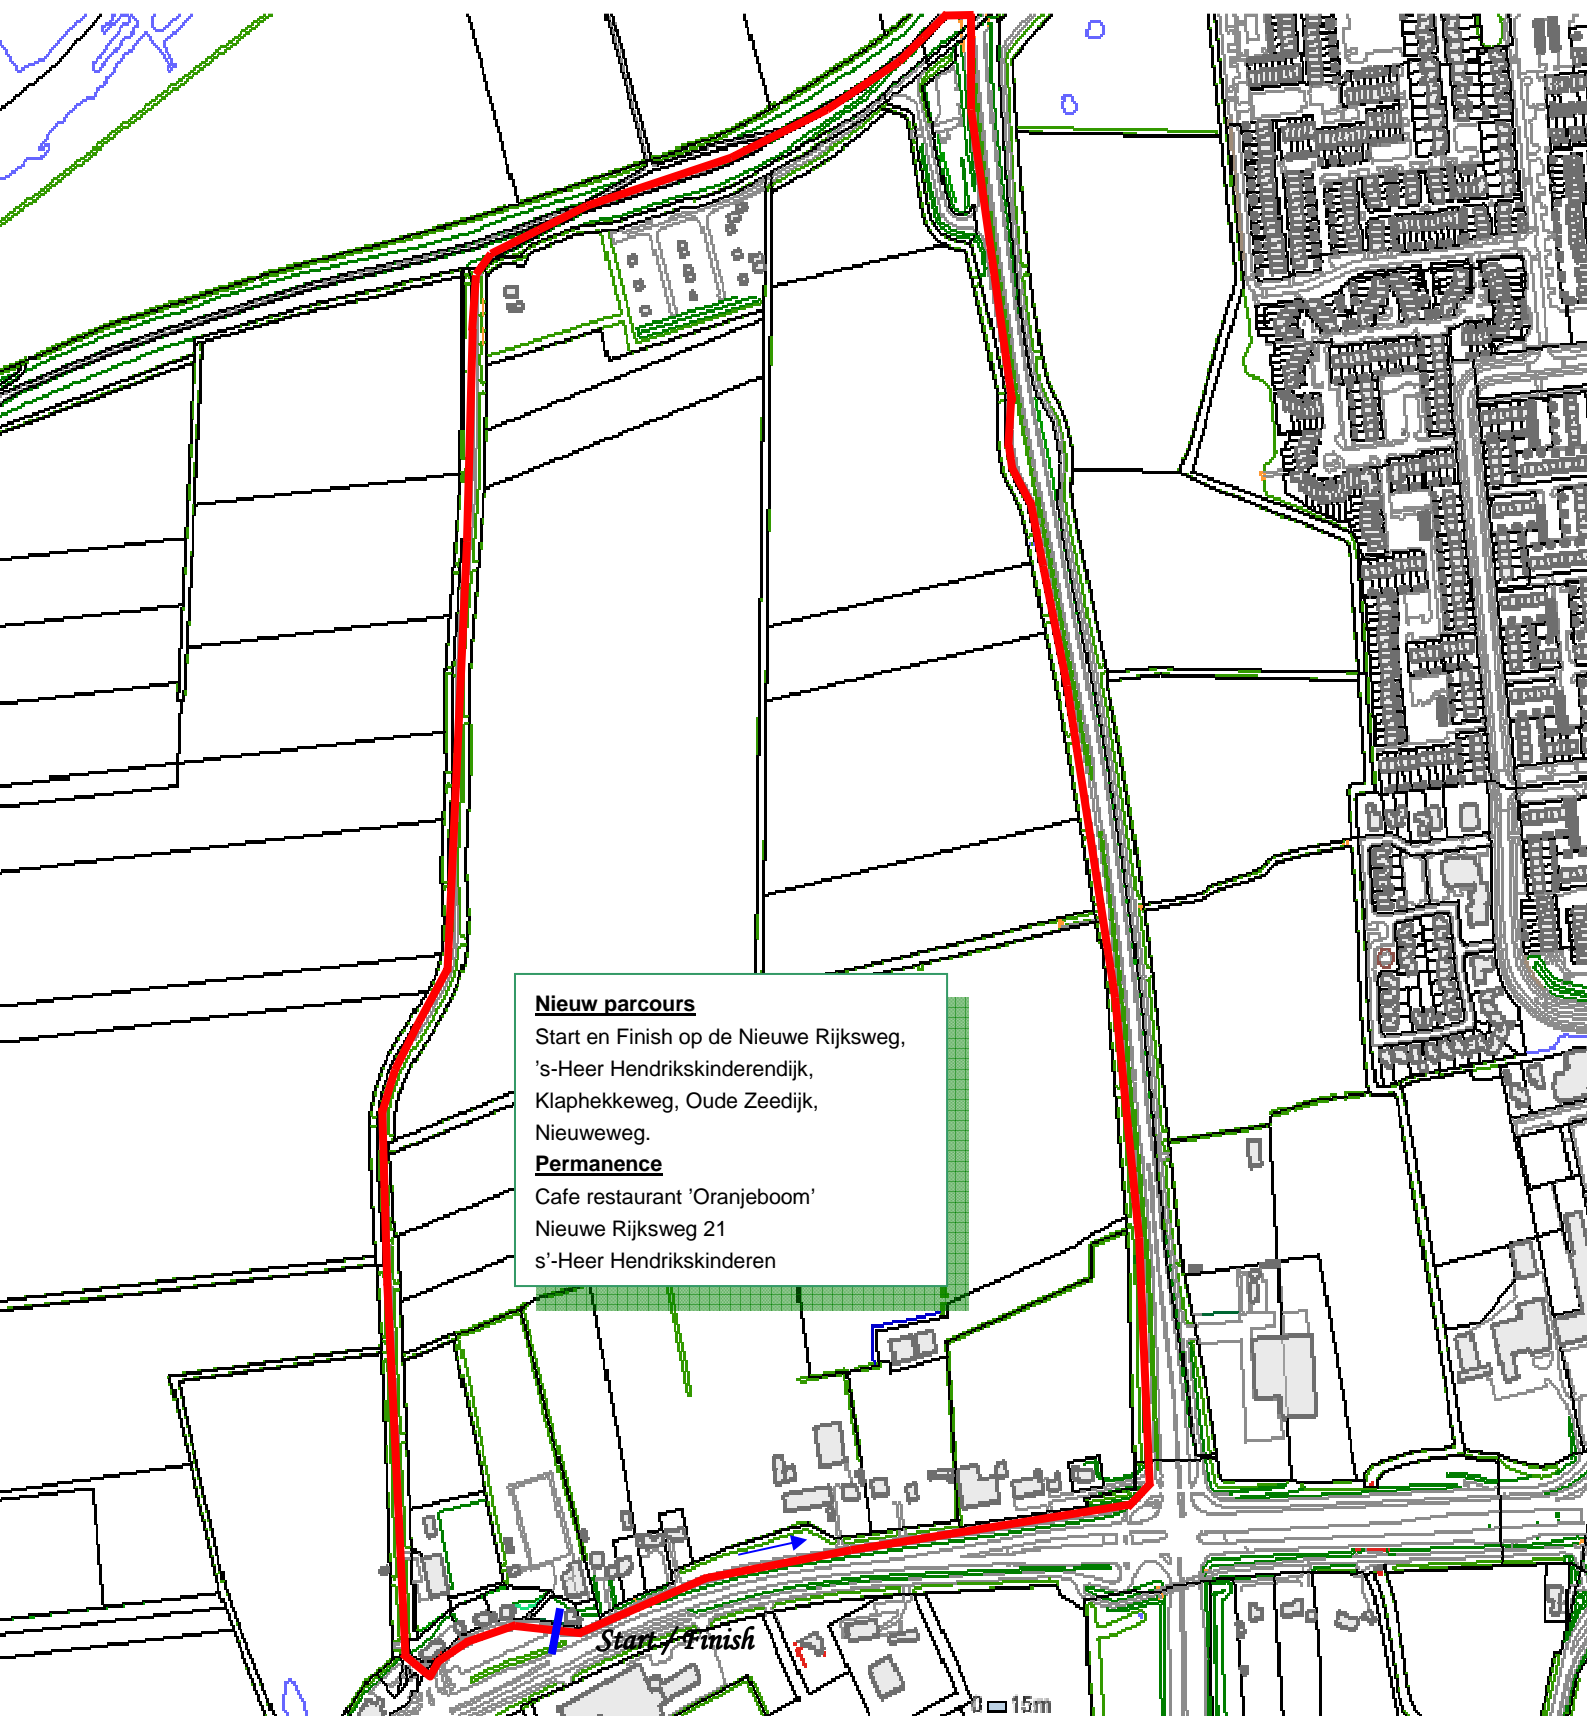 Nieuw parcours
Start en Finish op de Nieuwe Rijksweg,
’s-Heer Hendrikskinderendijk,
Klaphekkeweg, Oude Zeedijk,
Nieuweweg.
Permanence
Cafe restaurant ’Oranjeboom’
Nieuwe Rijksweg 21
s’-Heer Hendrikskinderen
Start / Finish
0 15m